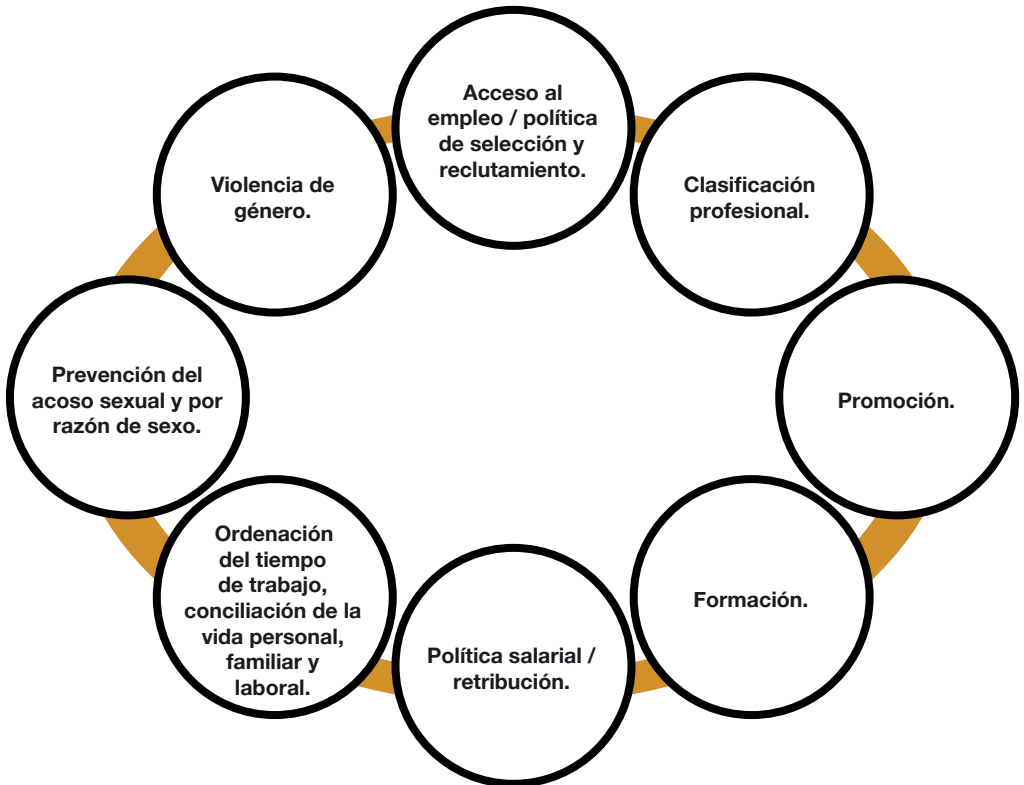 Acceso al
empleo / política
de selección y
reclutamiento.
Clasificación
profesional.
Promoción.
Formación.
Política salarial /
retribución.
Ordenación
del tiempo
de trabajo,
conciliación de la
vida personal,
familiar y
laboral.
Prevención del
acoso sexual y por
razón de sexo.
Violencia de
género.